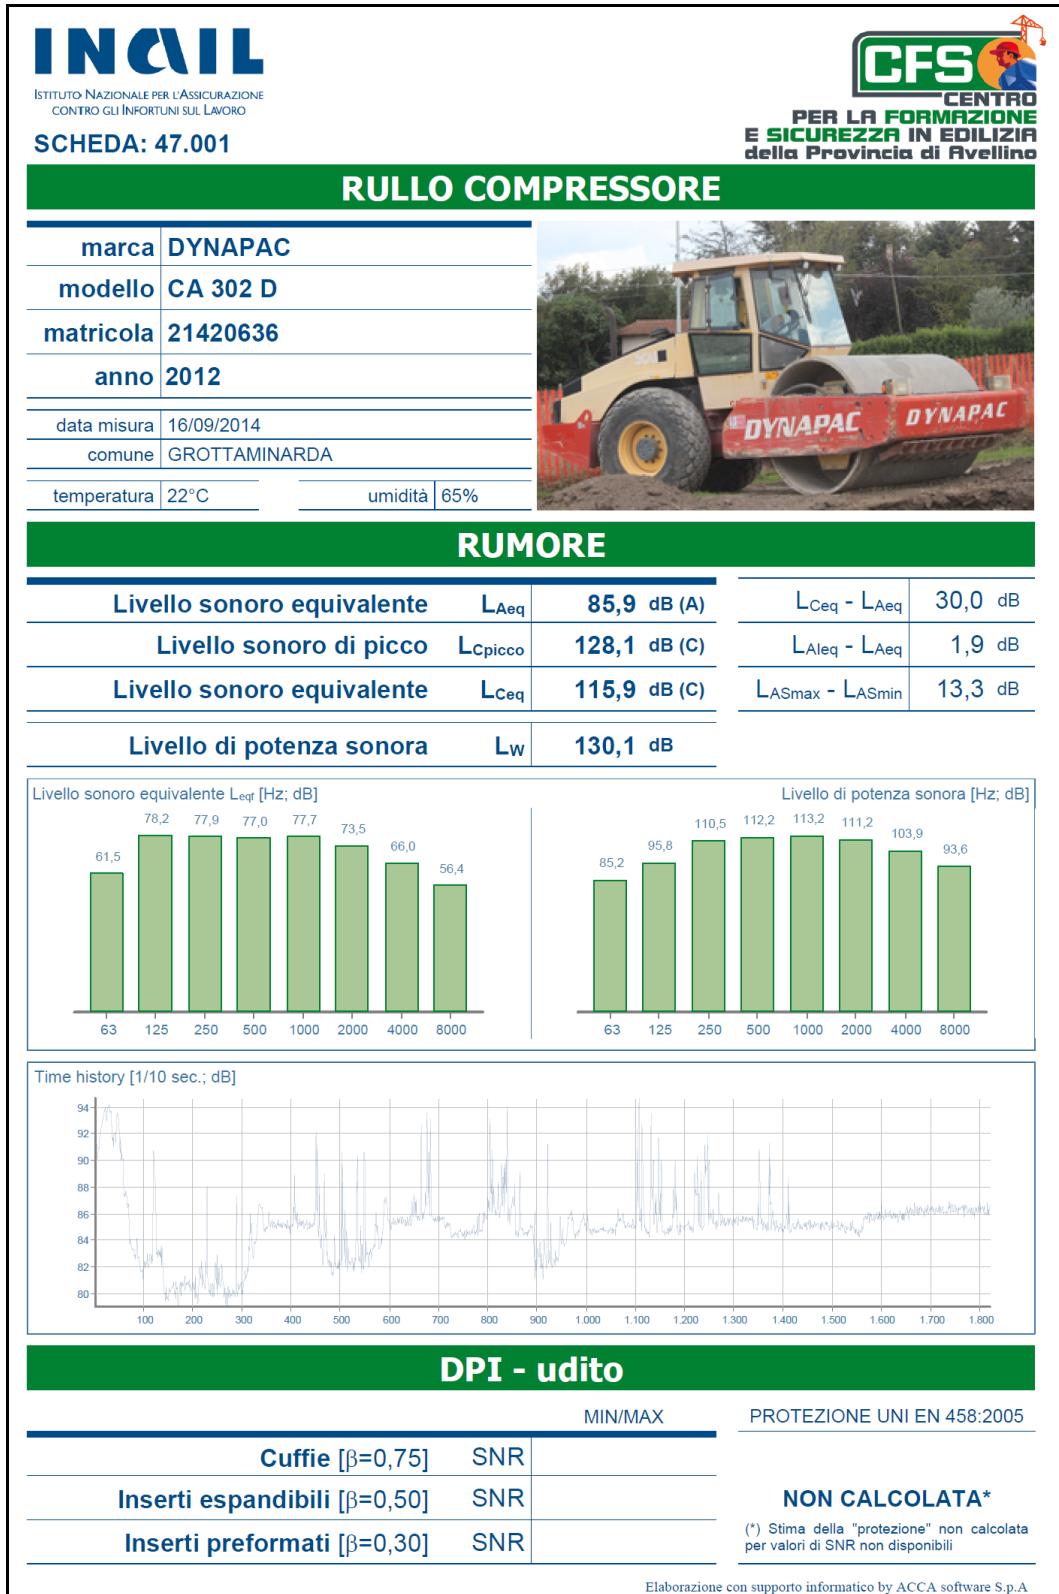 INAIL
ISTITUTO NAZIONALE PER L'ASSICURAZIONE
CONTRO GLI INFORTUNI SUL LAVORO
SCHEDA: 47.001
CFS
CENTRO
PER LA FORMAZIONE
E SICUREZZA IN EDILIZIA
della Provincia di Avellino
RULLO COMPRESSORE
marca DYNAPAC
modello CA 302 D
matricola 21420636
anno 2012
data misura 16/09/2014
comune GROTTAMINARDA
temperatura 22°C umidità 65%
DYNAPAC DYNAPAC
RUMORE
Livello sonoro equivalente LAeq 85,9 dB (A)
Livello sonoro di picco LCpicco 128,1 dB (C)
Livello sonoro equivalente LCeq 115,9 dB (C)
Livello di potenza sonora LW 130,1 dB
LCeq - LAeq 30,0 dB
LAIeq - LAeq 1,9 dB
LASmax - LASmin 13,3 dB
Livello sonoro equivalente Leqf [Hz; dB]
61,5 78,2 77,9 77,0 77,7 73,5 66,0 56,4
63 125 250 500 1000 2000 4000 8000
Livello di potenza sonora [Hz; dB]
85,2 95,8 110,5 112,2 113,2 111,2 103,9 93,6
63 125 250 500 1000 2000 4000 8000
Time history [1/10 sec.; dB]
94
92
90
88
86
84
82
80
100 200 300 400 500 600 700 800 900 1.000 1.100 1.200 1.300 1.400 1.500 1.600 1.700 1.800
DPI - udito
MIN/MAX
Cuffie [β=0,75] SNR
Inserti espandibili [β=0,50] SNR
Inserti preformati [β=0,30] SNR
PROTEZIONE UNI EN 458:2005
NON CALCOLATA*
(*) Stima della "protezione" non calcolata
per valori di SNR non disponibili
Elaborazione con supporto informatico by ACCA software S.p.A